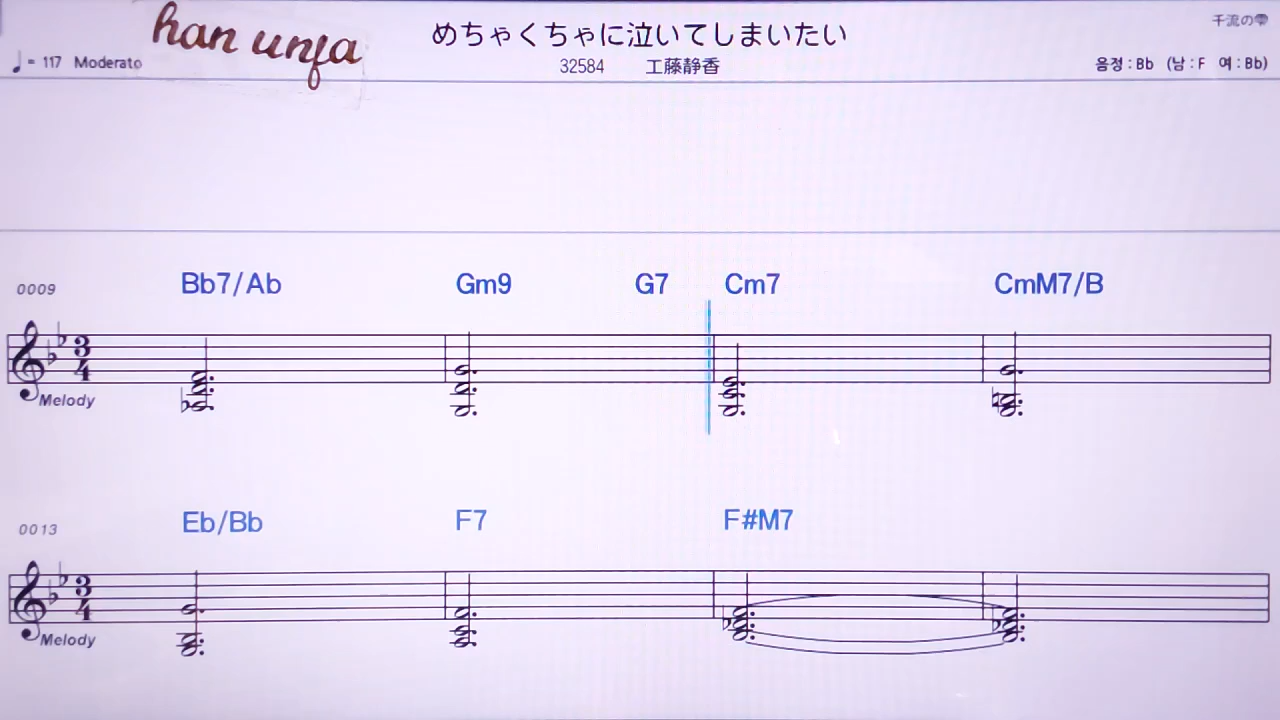 han unfa
めちゃくちゃに泣いてしまいたい
千流の雫
♩= 117 Moderato
32584 工藤静香
음정 : Bb (남 : F 여 : Bb)
0009 Bb7/Ab Gm9 G7 Cm7 CmM7/B
3
4
Melody
0013 Eb/Bb F7 F#M7
3
4
Melody